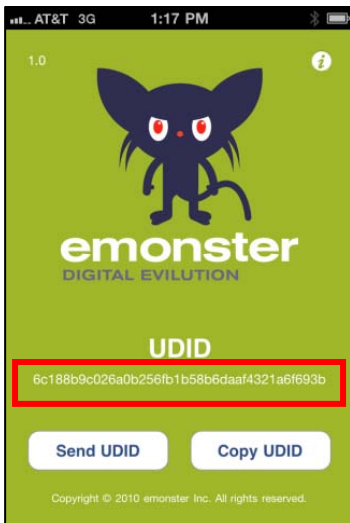 AT&T 3G 1:17 PM
1.0
emonster
DIGITAL EVILUTION
UDID
6c188b9c026a0b256fb1b58b6daaf4321a6f693b
Send UDID Copy UDID
Copyright © 2010 emonster Inc. All rights reserved.